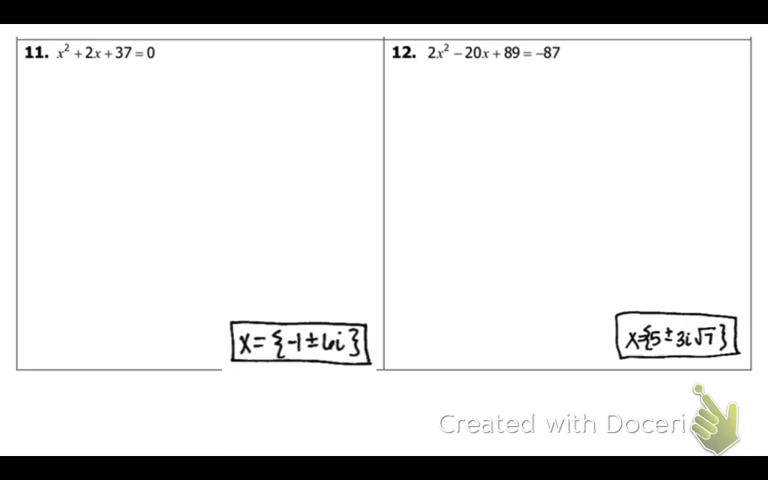 11. x² + 2x + 37 = 0
12. 2x² − 20x + 89 = −87
x = {-1 ± 6i}
x={5 ± 3i√7}
Created with Doceri